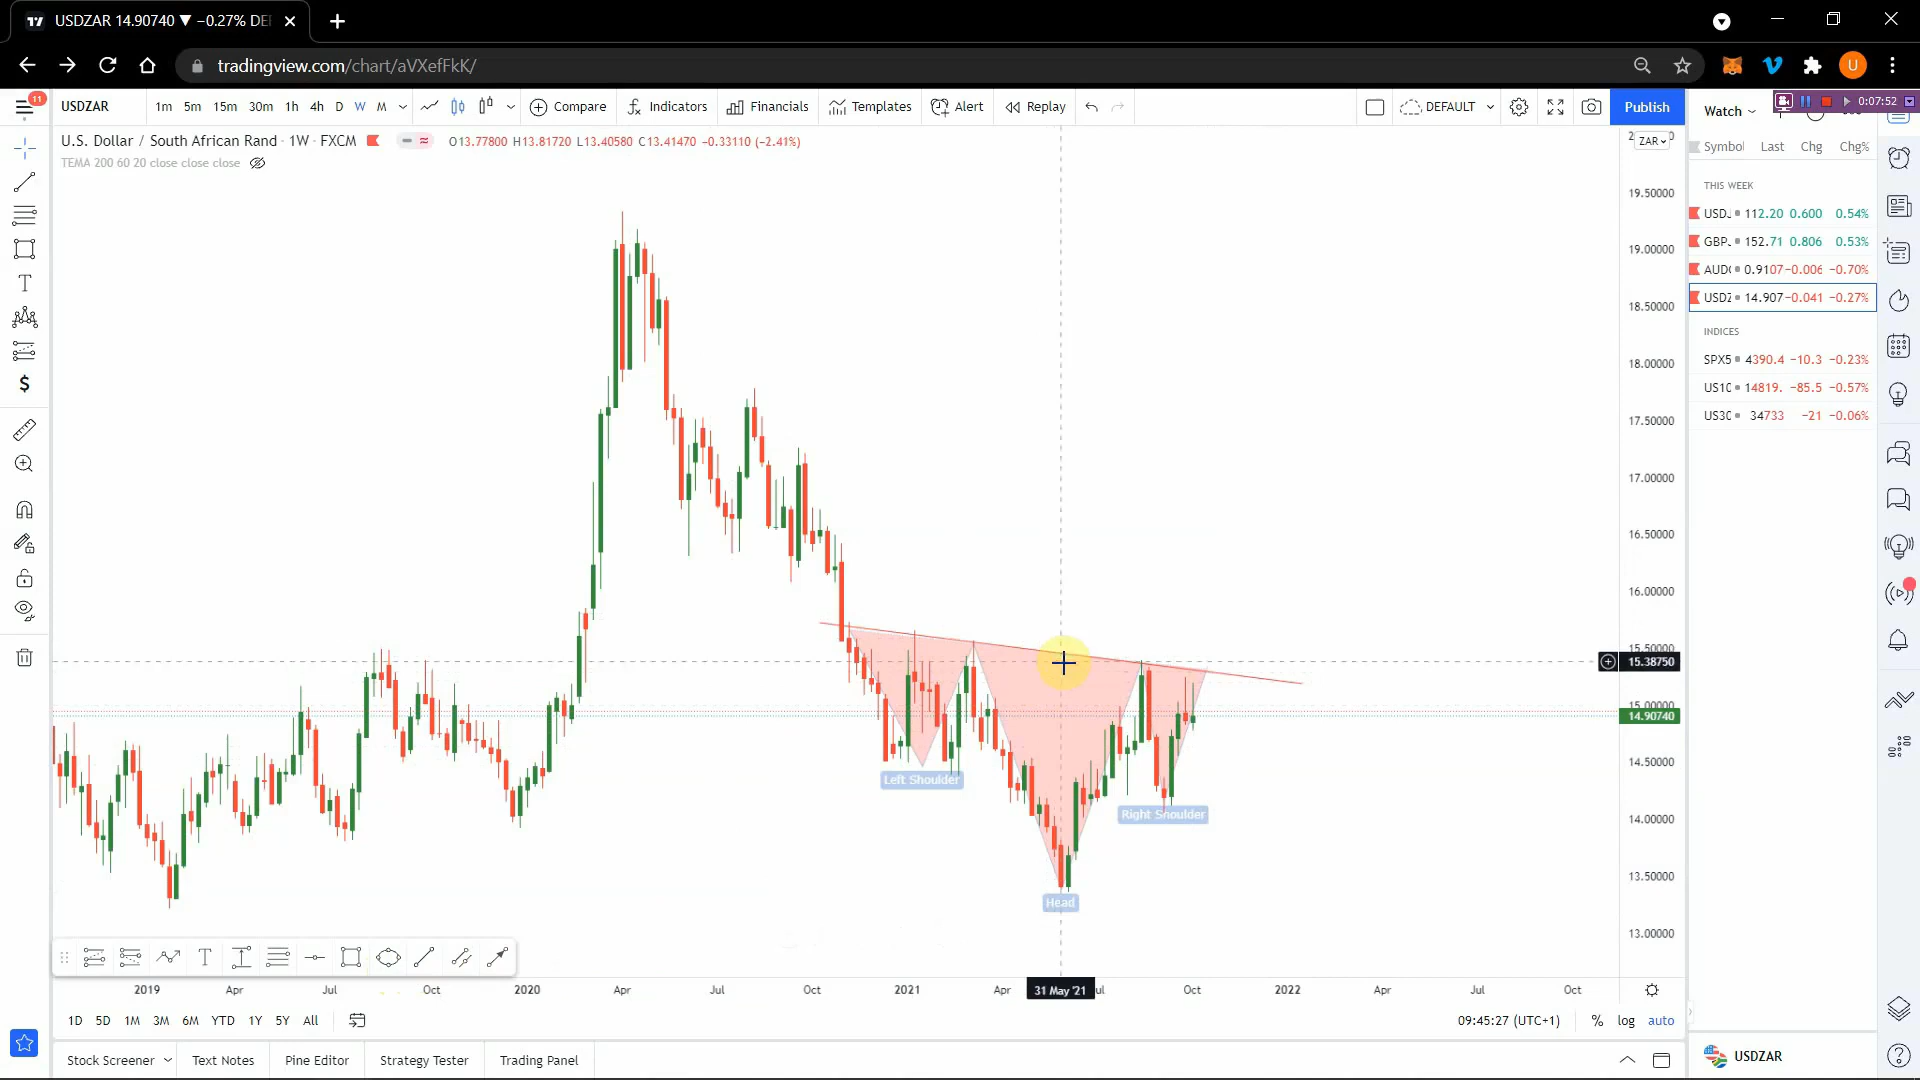 USDZAR 14.90740 ▼ −0.27% DEF
tradingview.com/chart/aVXefFkK/
U
11
USDZAR
1m 5m 15m 30m 1h 4h D W M
Compare
Indicators
Financials
Templates
Alert
Replay
DEFAULT
Publish
Watch
0:07:52
U.S. Dollar / South African Rand · 1W · FXCM
O13.77800 H13.81720 L13.40580 C13.41470 −0.33110 (−2.41%)
TEMA 200 60 20 close close close
ZAR
Symbol Last Chg Chg%
THIS WEEK
USDJ 112.20 0.600 0.54%
GBP. 152.71 0.806 0.53%
0.9107 −0.006 −0.70%
USDZ 14.907 −0.041 −0.27%
INDICES
SPX5 4390.4 −10.3 −0.23%
14819. −85.5 −0.57%
34733 −21 −0.06%
19.50000
19.00000
18.50000
18.00000
17.50000
17.00000
16.50000
16.00000
15.50000
15.38750
15.00000
14.90740
14.50000
14.00000
13.50000
13.00000
Left Shoulder
Right Shoulder
Head
2019 Apr Jul Oct 2020 Apr Jul Oct 2021 Apr 31 May '21 ul Oct 2022 Apr Jul Oct
1D 5D 1M 3M 6M YTD 1Y 5Y All
09:45:27 (UTC+1) % log auto
Stock Screener Text Notes Pine Editor Strategy Tester Trading Panel
USDZAR